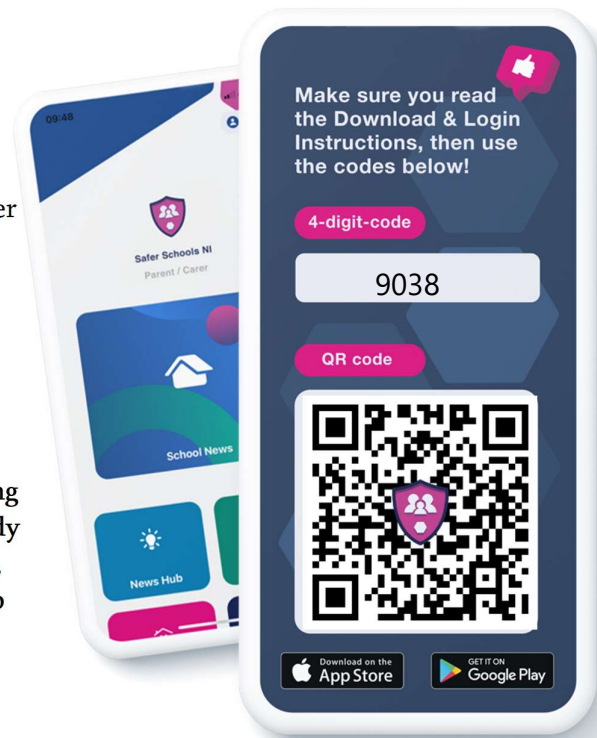 09:48
Safer Schools NI
Parent / Carer
School News
News Hub
Make sure you read
the Download & Login
Instructions, then use
the codes below!
4-digit-code
9038
QR code
Download on the
App Store
GET IT ON
Google Play